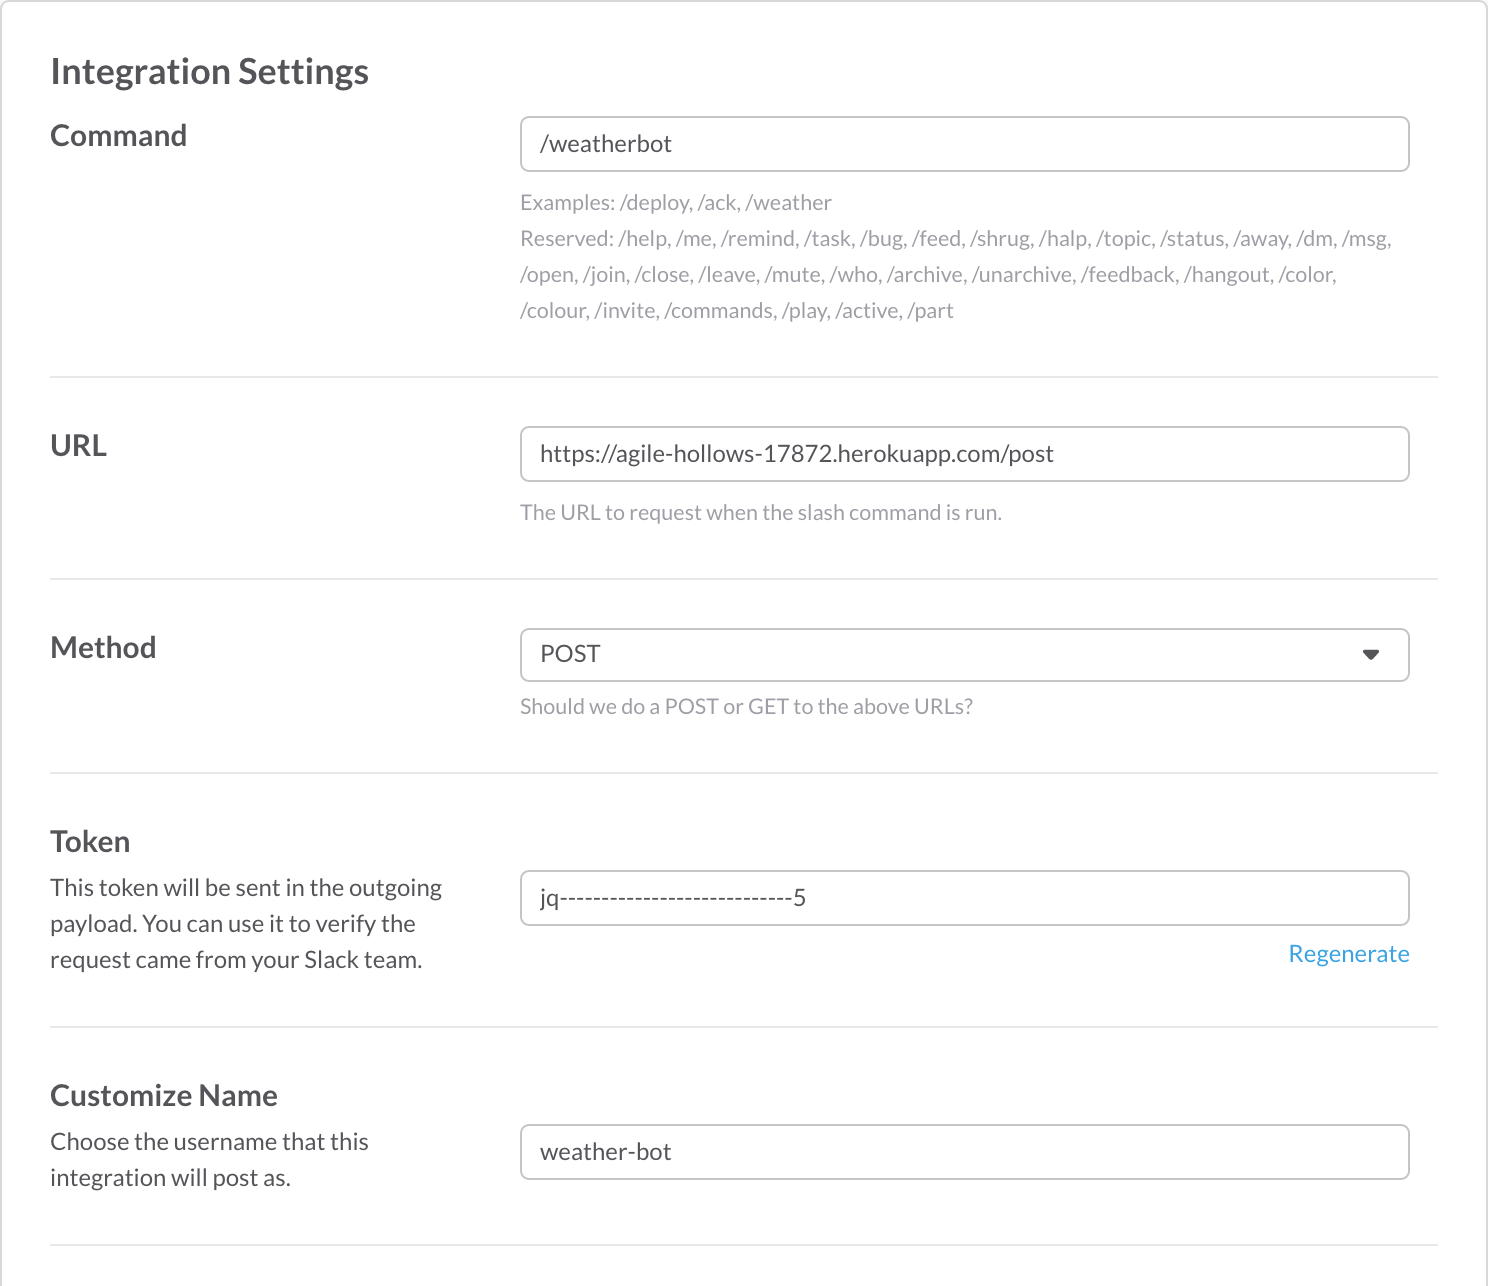 Integration Settings
Command
/weatherbot
Examples: /deploy, /ack, /weather
Reserved: /help, /me, /remind, /task, /bug, /feed, /shrug, /halp, /topic, /status, /away, /dm, /msg,
/open, /join, /close, /leave, /mute, /who, /archive, /unarchive, /feedback, /hangout, /color,
/colour, /invite, /commands, /play, /active, /part
URL
https://agile-hollows-17872.herokuapp.com/post
The URL to request when the slash command is run.
Method
POST
Should we do a POST or GET to the above URLs?
Token
This token will be sent in the outgoing
payload. You can use it to verify the
request came from your Slack team.
jq----------------------------5
Regenerate
Customize Name
Choose the username that this
integration will post as.
weather-bot